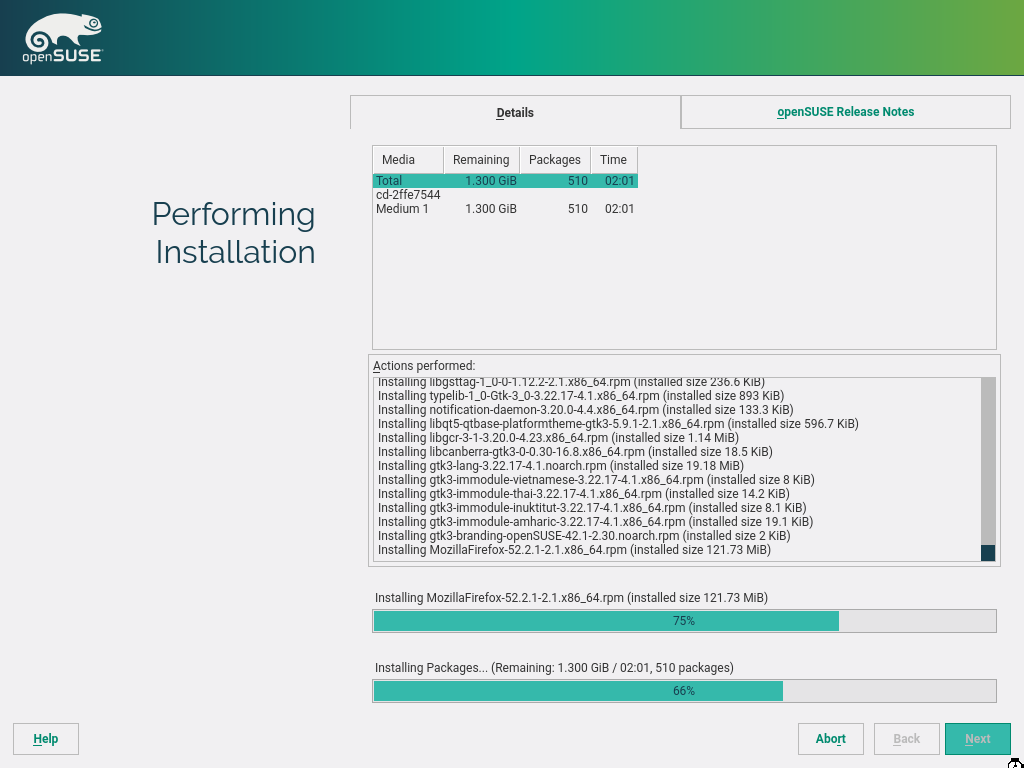 openSUSE
Details
openSUSE Release Notes
Performing
Installation
Media Remaining Packages Time
Total 1.300 GiB 510 02:01
cd-2ffe7544
Medium 1 1.300 GiB 510 02:01
Actions performed:
Installing libgsttag-1_0-0-1.12.2-2.1.x86_64.rpm (installed size 236.6 KiB)
Installing typelib-1_0-Gtk-3_0-3.22.17-4.1.x86_64.rpm (installed size 893 KiB)
Installing notification-daemon-3.20.0-4.4.x86_64.rpm (installed size 133.3 KiB)
Installing libqt5-qtbase-platformtheme-gtk3-5.9.1-2.1.x86_64.rpm (installed size 596.7 KiB)
Installing libgcr-3-1-3.20.0-4.23.x86_64.rpm (installed size 1.14 MiB)
Installing libcanberra-gtk3-0-0.30-16.8.x86_64.rpm (installed size 18.5 KiB)
Installing gtk3-lang-3.22.17-4.1.noarch.rpm (installed size 19.18 MiB)
Installing gtk3-immodule-vietnamese-3.22.17-4.1.x86_64.rpm (installed size 8 KiB)
Installing gtk3-immodule-thai-3.22.17-4.1.x86_64.rpm (installed size 14.2 KiB)
Installing gtk3-immodule-inuktitut-3.22.17-4.1.x86_64.rpm (installed size 8.1 KiB)
Installing gtk3-immodule-amharic-3.22.17-4.1.x86_64.rpm (installed size 19.1 KiB)
Installing gtk3-branding-openSUSE-42.1-2.30.noarch.rpm (installed size 2 KiB)
Installing MozillaFirefox-52.2.1-2.1.x86_64.rpm (installed size 121.73 MiB)
Installing MozillaFirefox-52.2.1-2.1.x86_64.rpm (installed size 121.73 MiB)
75%
Installing Packages... (Remaining: 1.300 GiB / 02:01, 510 packages)
66%
Help
Abort
Back
Next